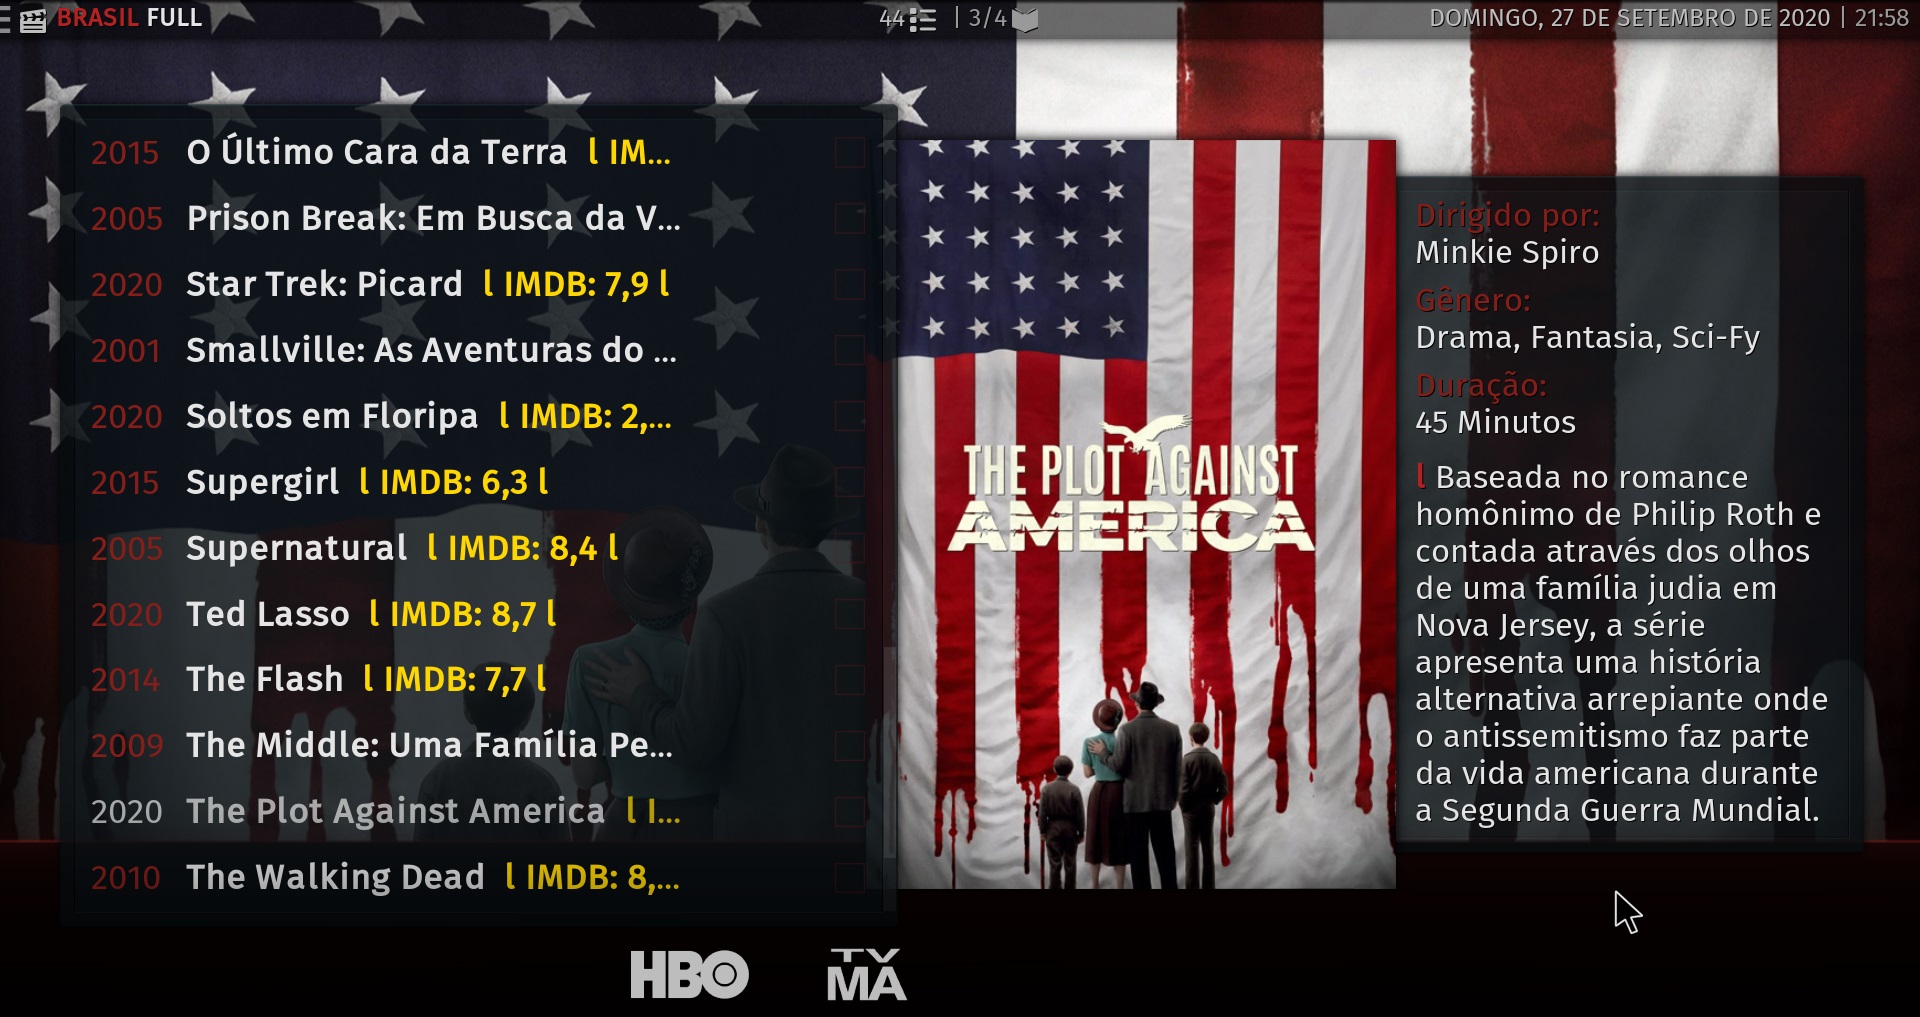 BRASIL FULL
44 | 3/4
DOMINGO, 27 DE SETEMBRO DE 2020 | 21:58
2015 O Último Cara da Terra l IM...
2005 Prison Break: Em Busca da V...
2020 Star Trek: Picard l IMDB: 7,9 l
2001 Smallville: As Aventuras do ...
2020 Soltos em Floripa l IMDB: 2,...
2015 Supergirl l IMDB: 6,3 l
2005 Supernatural l IMDB: 8,4 l
2020 Ted Lasso l IMDB: 8,7 l
2014 The Flash l IMDB: 7,7 l
2009 The Middle: Uma Família Pe...
2020 The Plot Against America l I...
2010 The Walking Dead l IMDB: 8,...
THE PLOT AGAINST
AMERICA
Dirigido por:
Minkie Spiro
Gênero:
Drama, Fantasia, Sci-Fy
Duração:
45 Minutos
l Baseada no romance
homônimo de Philip Roth e
contada através dos olhos
de uma família judia em
Nova Jersey, a série
apresenta uma história
alternativa arrepiante onde
o antissemitismo faz parte
da vida americana durante
a Segunda Guerra Mundial.
HBO
TV
MA